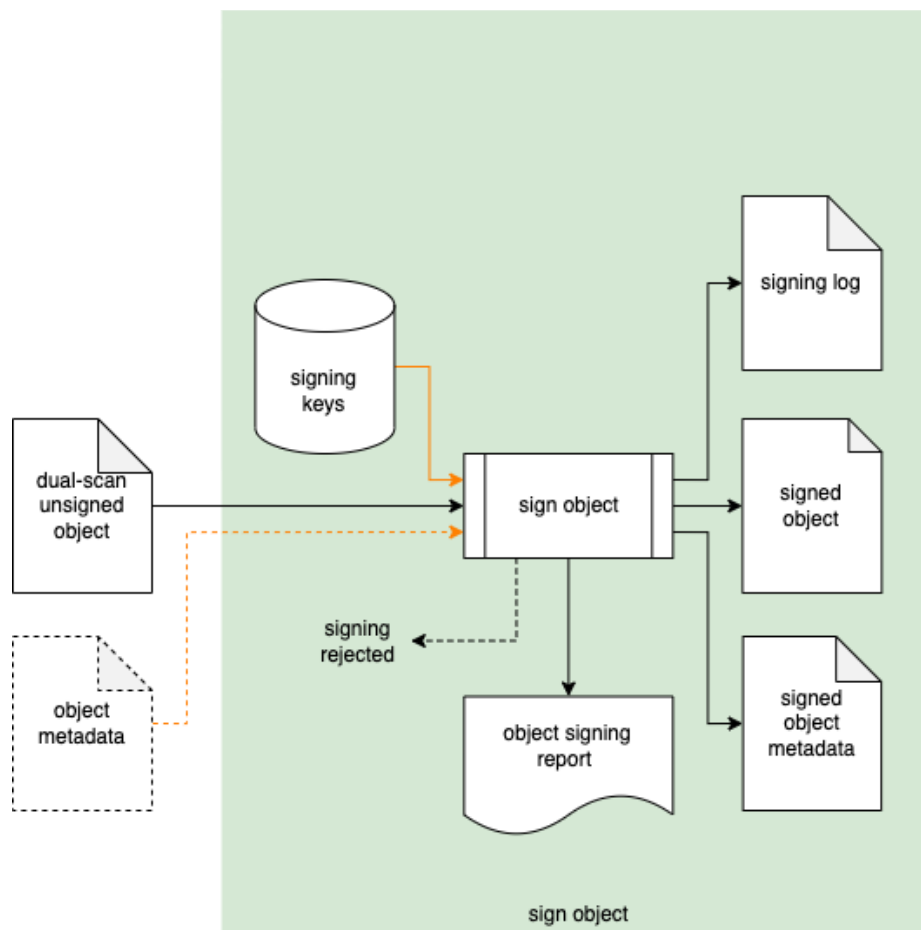 signing log
signing
keys
dual-scan
unsigned
object
sign object
signed
object
signing
rejected
object
metadata
object signing
report
signed
object
metadata
sign object